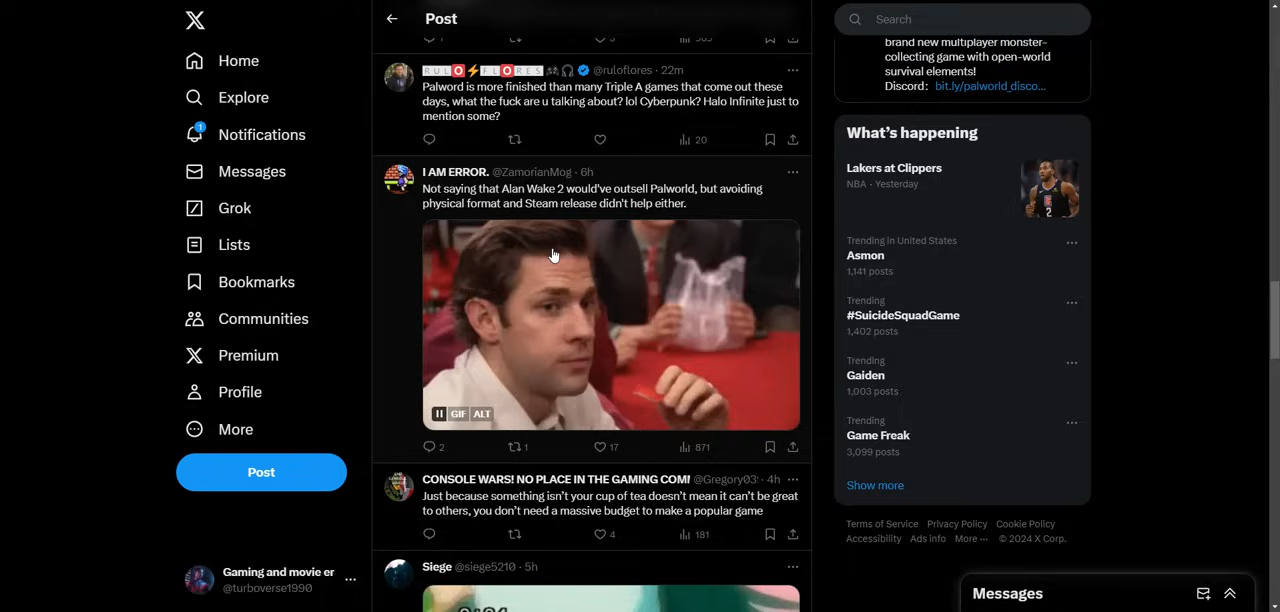 Home
Explore
1
Notifications
Messages
Grok
Lists
Bookmarks
Communities
Premium
Profile
More
Post
Gaming and movie er
@turboverse1990
Post
RULO⚡FLORES @ruloflores · 22m
Palword is more finished than many Triple A games that come out these
days, what the fuck are u talking about? lol Cyberpunk? Halo Infinite just to
mention some?
20
I AM ERROR. @ZamorianMog · 6h
Not saying that Alan Wake 2 would've outsell Palworld, but avoiding
physical format and Steam release didn't help either.
GIF ALT
2 1 17 871
CONSOLE WARS! NO PLACE IN THE GAMING COM @Gregory03 · 4h
Just because something isn't your cup of tea doesn't mean it can't be great
to others, you don't need a massive budget to make a popular game
4 181
Siege @siege5210 · 5h
Search
brand new multiplayer monster-
collecting game with open-world
survival elements!
Discord: bit.ly/palworld_disco...
What's happening
Lakers at Clippers
NBA · Yesterday
Trending in United States
Asmon
1,141 posts
Trending
#SuicideSquadGame
1,402 posts
Trending
Gaiden
1,003 posts
Trending
Game Freak
3,099 posts
Show more
Terms of Service Privacy Policy Cookie Policy
Accessibility Ads info More ··· © 2024 X Corp.
Messages